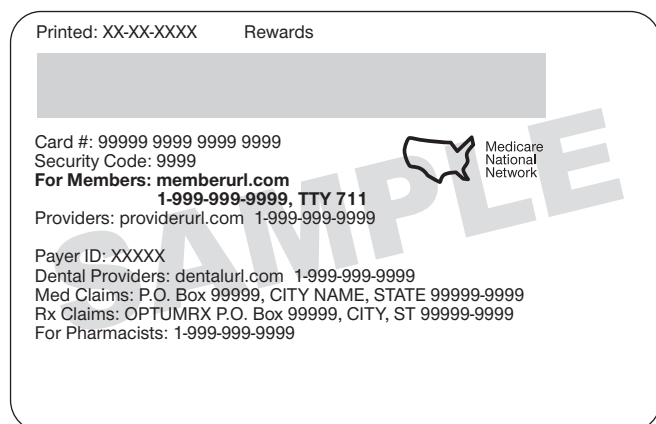 Printed: XX-XX-XXXX Rewards
Card #: 99999 9999 9999 9999
Security Code: 9999
For Members: memberurl.com
1-999-999-9999, TTY 711
Providers: providerurl.com 1-999-999-9999
Medicare
National
Network
Payer ID: XXXXX
Dental Providers: dentalurl.com 1-999-999-9999
Med Claims: P.O. Box 99999, CITY NAME, STATE 99999-9999
Rx Claims: OPTUMRX P.O. Box 99999, CITY, ST 99999-9999
For Pharmacists: 1-999-999-9999
SAMPLE